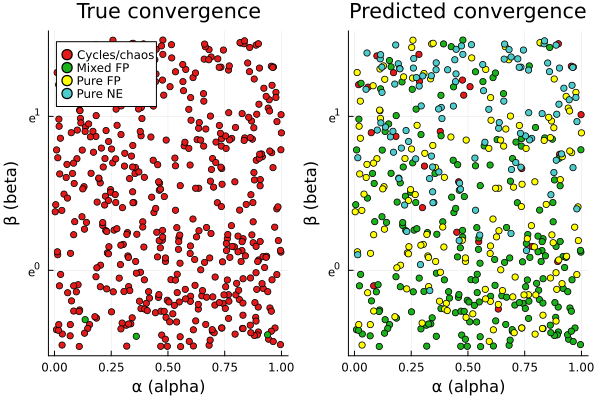 True convergence
Predicted convergence
Cycles/chaos
Mixed FP
Pure FP
Pure NE
e¹
e⁰
β (beta)
0.00 0.25 0.50 0.75 1.00
α (alpha)
e¹
e⁰
β (beta)
0.00 0.25 0.50 0.75 1.00
α (alpha)